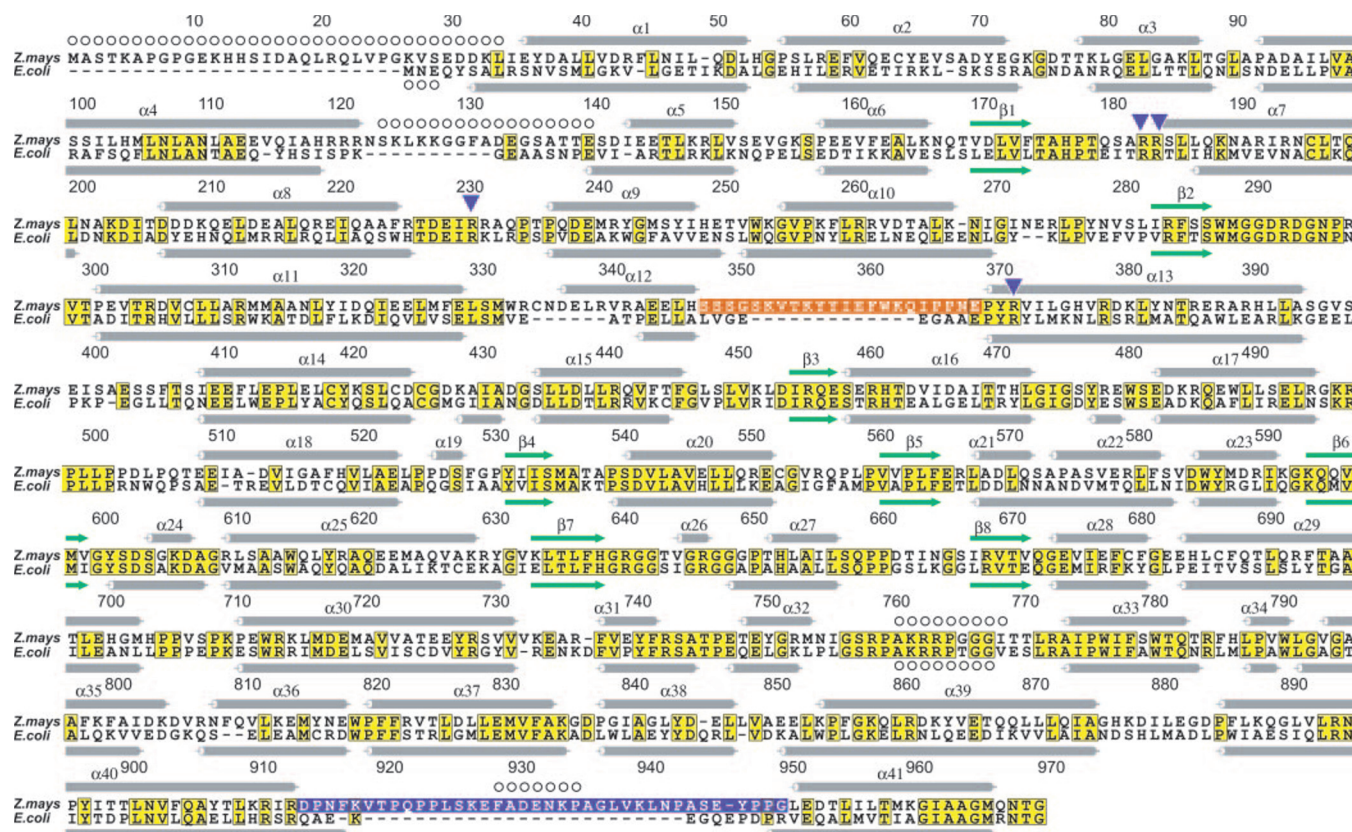 10 20 30 40 50 60 70 80 90
α1 α2 α3
Z.mays MASTKAPGPGEKHHSIDAQLRQLVPGKVSEDDKLIEYDALLVDRFLNIL-QDLHGPSLREFVQECYEVSADYEGKGDTTKLGELGAKLTGLAPADAILVA
E.coli --------------------------MNEQYSALRSNVSMLGKV-LGETIKDALGEHILERVETIRKLS-KSSRAGNDANRQELLTTLQNLSNDELLPVA
100 110 120 130 140 150 160 170 180 190
α4 α5 α6 β1 α7
Z.mays SSILHMLNLANLAEEVQIAHRRRNSKLKKGGFADEGSATTESDIEETLKRLVSEVGKSPEEVFEALKNQTVDLVFTAHPTQSARRSLLQKNARIRNCLTQ
E.coli RAFSQFLNLANTAEQ-YHSISPK------GEAASNPEVI-ARTLRKLKNQPELSEDTIKKAVESLSLELVLTAHPTEITRRTLIHKMVEVNACLKQ
200 210 220 230 240 250 260 270 280 290
α8 α9 α10 β2
Z.mays LNAKDITDDDKQELDEALQREIQAAFRTDEIRRAQPTPQDEMRYGMSYIHETVWKGVPKFLRRVDTALK-NIGINERLPYNVSLIRFSSWMGGDRDGNPR
E.coli LDNKDIADYEHNQLMRRLRQLIAQSWHTDEIRKLRPSPVDEAKWGFAVVENSLWQGVPNYLRELNEQLEENLGY--KLPVEFVPVRFTSWMGGDRDGNPN
300 310 320 330 340 350 360 370 380 390
α11 α12 α13
Z.mays VTPEVTRDVCLLARMMAANLYIDQIEELMFELSMWRCNDELRVRAEELHSSSGSKVTKYYIEFWKQIPPNEPYRVILGHVRDKLYNTRERARHLLASGVS
E.coli VTADITRHVLLLSRWKATDLFLKDIQVLVSELSMVE-----ATPELLALVGE-----------EGAAEPYRYLMKNLRSRLMATQAWLEARLKGEEL
400 410 420 430 440 450 460 470 480 490
α14 α15 β3 α16 α17
Z.mays EISAESSFTSIEEFLEPLELCYKSLCDCGDKAIADGSLLDLLRQVFTFGLSLVKLDIRQESERHTDVIDAITTHLGIGSYREWSEDKRQEWLLSELRGKR
E.coli PKP-EGLLTQNEELWEPLYACYQSLQACGMGIIANGDLLDTLRRVKCFGVPLVRIDIRQESTRHTEALGELTRYLGIGDYESWSEADKQAFLIRELNSKR
500 510 520 530 540 550 560 570 580 590
α18 α19 β4 α20 β5 α21 α22 α23 β6
Z.mays PLLPPDLPQTEEIA-DVIGAFHVLAELPPDSFGPYIISMATAPSDVLAVELLQRECGVRQPLPVVPLFERLADLQSAPASVERLFSVDWYMDRIKGKQQV
E.coli PLLPRNWQPSAE-TREVLDTCQVIAEAPQGSIAAYVISMAKTPSDVLAVHLLLKEAGIGFAMPVAPLFETLDDLNNANDVMTQLLNIDWYRGLIQGKQMV
600 610 620 630 640 650 660 670 680 690
α24 α25 β7 α26 α27 β8 α28 α29
Z.mays MVGYSDSGKDAGRLSAAWQLYRAQEEMAQVAKRYGVKLTLFHGRGGTVGRGGGPTHLAILSQPPDTINGSIRVTVQGEVIEFCFGEEHLCFQTLQRFTAA
E.coli MIGYSDSAKDAGVMAASWAQYQAQDALIKTCEKAGIELTLFHGRGGSIGRGGAPAHAALLSQPPGSLKGGLRVTEQGEMIRFKYGLPEITVSSLSLYTGA
700 710 720 730 740 750 760 770 780 790
α30 α31 α32 α33 α34
Z.mays TLEHGMHPPVSPKPEWRKLMDEMAVVATEEYRSVVVKEAR-FVEYFRSATPETEYGRMNIGSRPAKRRPGGGITTLRAIPWIFSWTQTRFHLPVWLGVGA
E.coli ILEANLLPPPEPKESWRRIMDELSVISCDVYRGYV-RENKDFVPYFRSATPEQELGKLPLGSRPAKRRPTGGVESLRAIPWIFAWTQNRLMLPAWLGAGT
800 810 820 830 840 850 860 870 880 890
α35 α36 α37 α38 α39
Z.mays AFKFAIDKDVRNFQVLKEMYNEWPFFRVTLDLLEMVFAKGDPGIAGLYD, -ELLVAEELKPFGKQLRDKYVETQQLLLQIAGHKDILEGDPFLKQGLVLRN
E.coli ALQKVVEDGKQS--ELEAMCRDWPFFSTRLGMLEMVFAKADLWLAEYYDQRL-VDKALWPLGKELRNLQEEDIKVVLAIANDSHLMADLPWIAESIQLRN
900 910 920 930 940 950 960 970
α40 α41
Z.mays PYITTLNVFQAYTLKRIRDPNFKVTPQPPLSKEFADENKPAGLVKLNPASE-YPPGLEDTLILTMKGIAAGMQNTG
E.coli IYTDPLNVLQAELLHRSRQAE-K-------------------------EGQEPDPRVEQALMVTIAGIAAGMRNTG